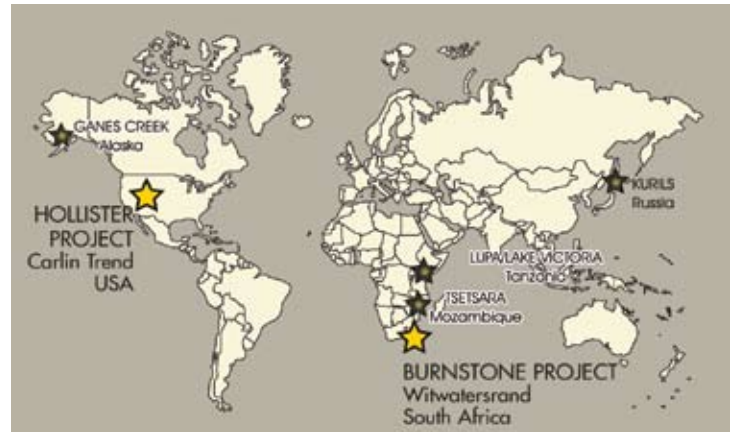 GANES CREEK
Alaska
HOLLISTER
PROJECT
Carlin Trend
USA
KURILS
Russia
LUPA/LAKE VICTORIA
Tanzania
TSETSARA
Mozambique
BURNSTONE PROJECT
Witwatersrand
South Africa